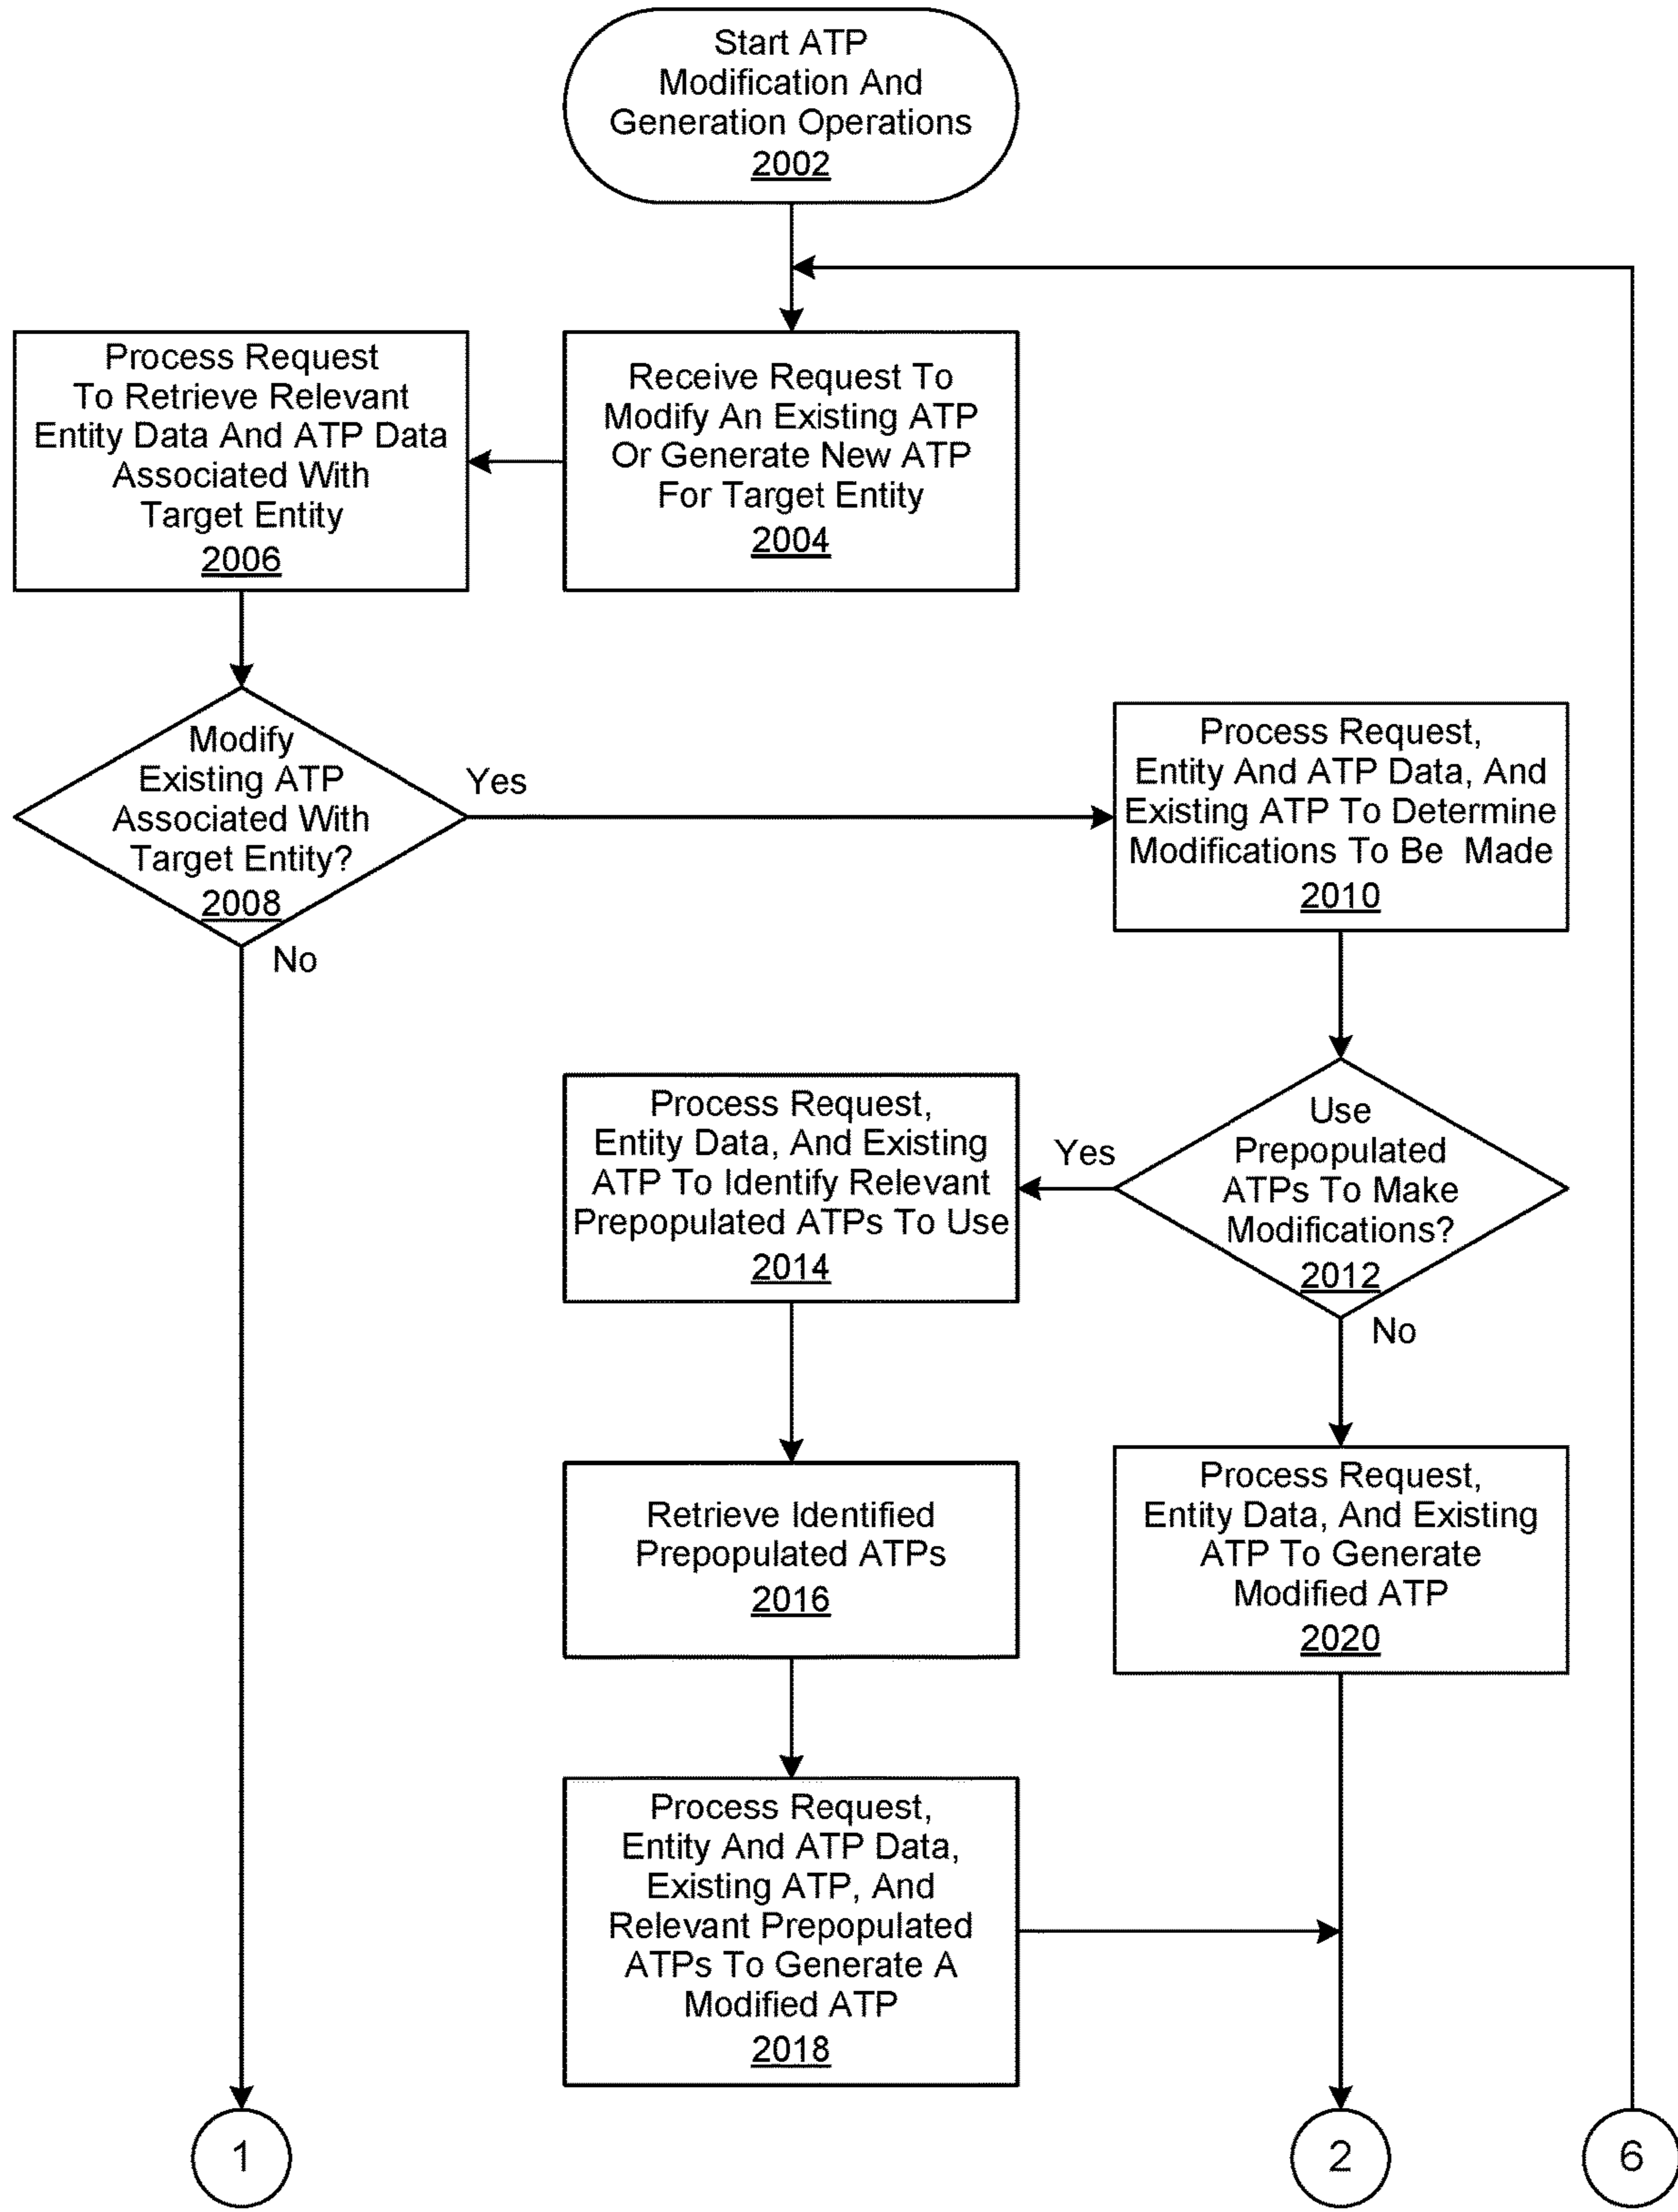 Start ATP
Modification And
Generation Operations
2002
Process Request
To Retrieve Relevant
Entity Data And ATP Data
Associated With
Target Entity
2006
Receive Request To
Modify An Existing ATP
Or Generate New ATP
For Target Entity
2004
Modify
Existing ATP
Associated With
Target Entity?
2008
Yes
No
Process Request,
Entity And ATP Data, And
Existing ATP To Determine
Modifications To Be Made
2010
Use
Prepopulated
ATPs To Make
Modifications?
2012
Yes
No
Process Request,
Entity Data, And Existing
ATP To Identify Relevant
Prepopulated ATPs To Use
2014
Retrieve Identified
Prepopulated ATPs
2016
Process Request,
Entity Data, And Existing
ATP To Generate
Modified ATP
2020
Process Request,
Entity And ATP Data,
Existing ATP, And
Relevant Prepopulated
ATPs To Generate A
Modified ATP
2018
1
2
6